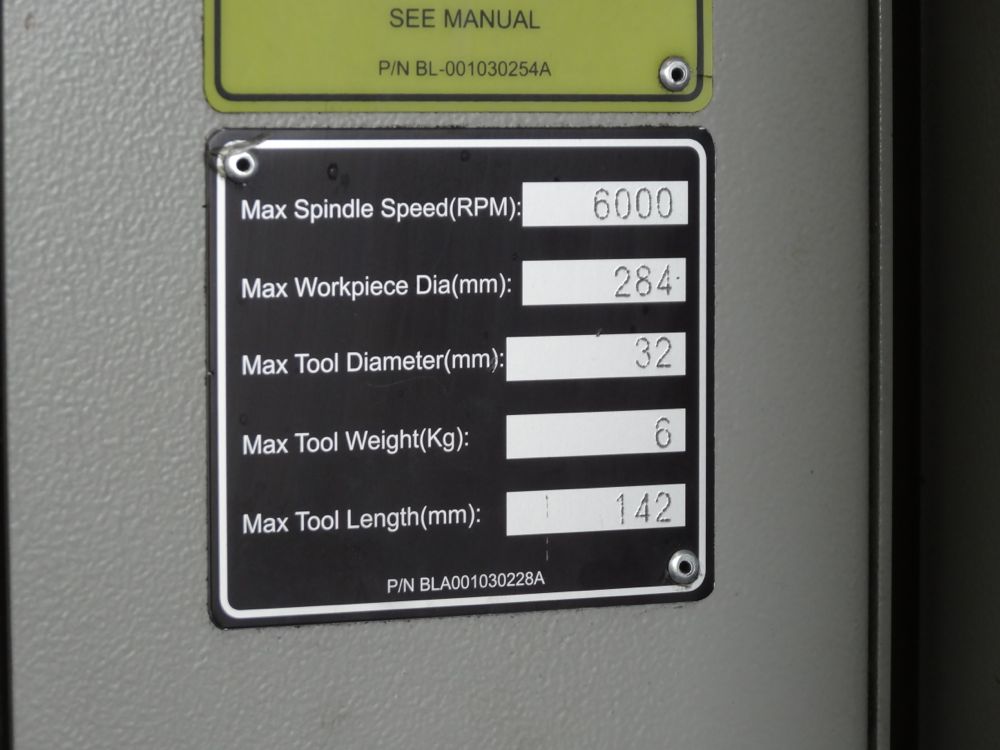 SEE MANUAL
P/N BL-001030254A
Max Spindle Speed(RPM): 6000
Max Workpiece Dia(mm): 284
Max Tool Diameter(mm): 32
Max Tool Weight(Kg): 6
Max Tool Length(mm): 142
P/N BLA001030228A